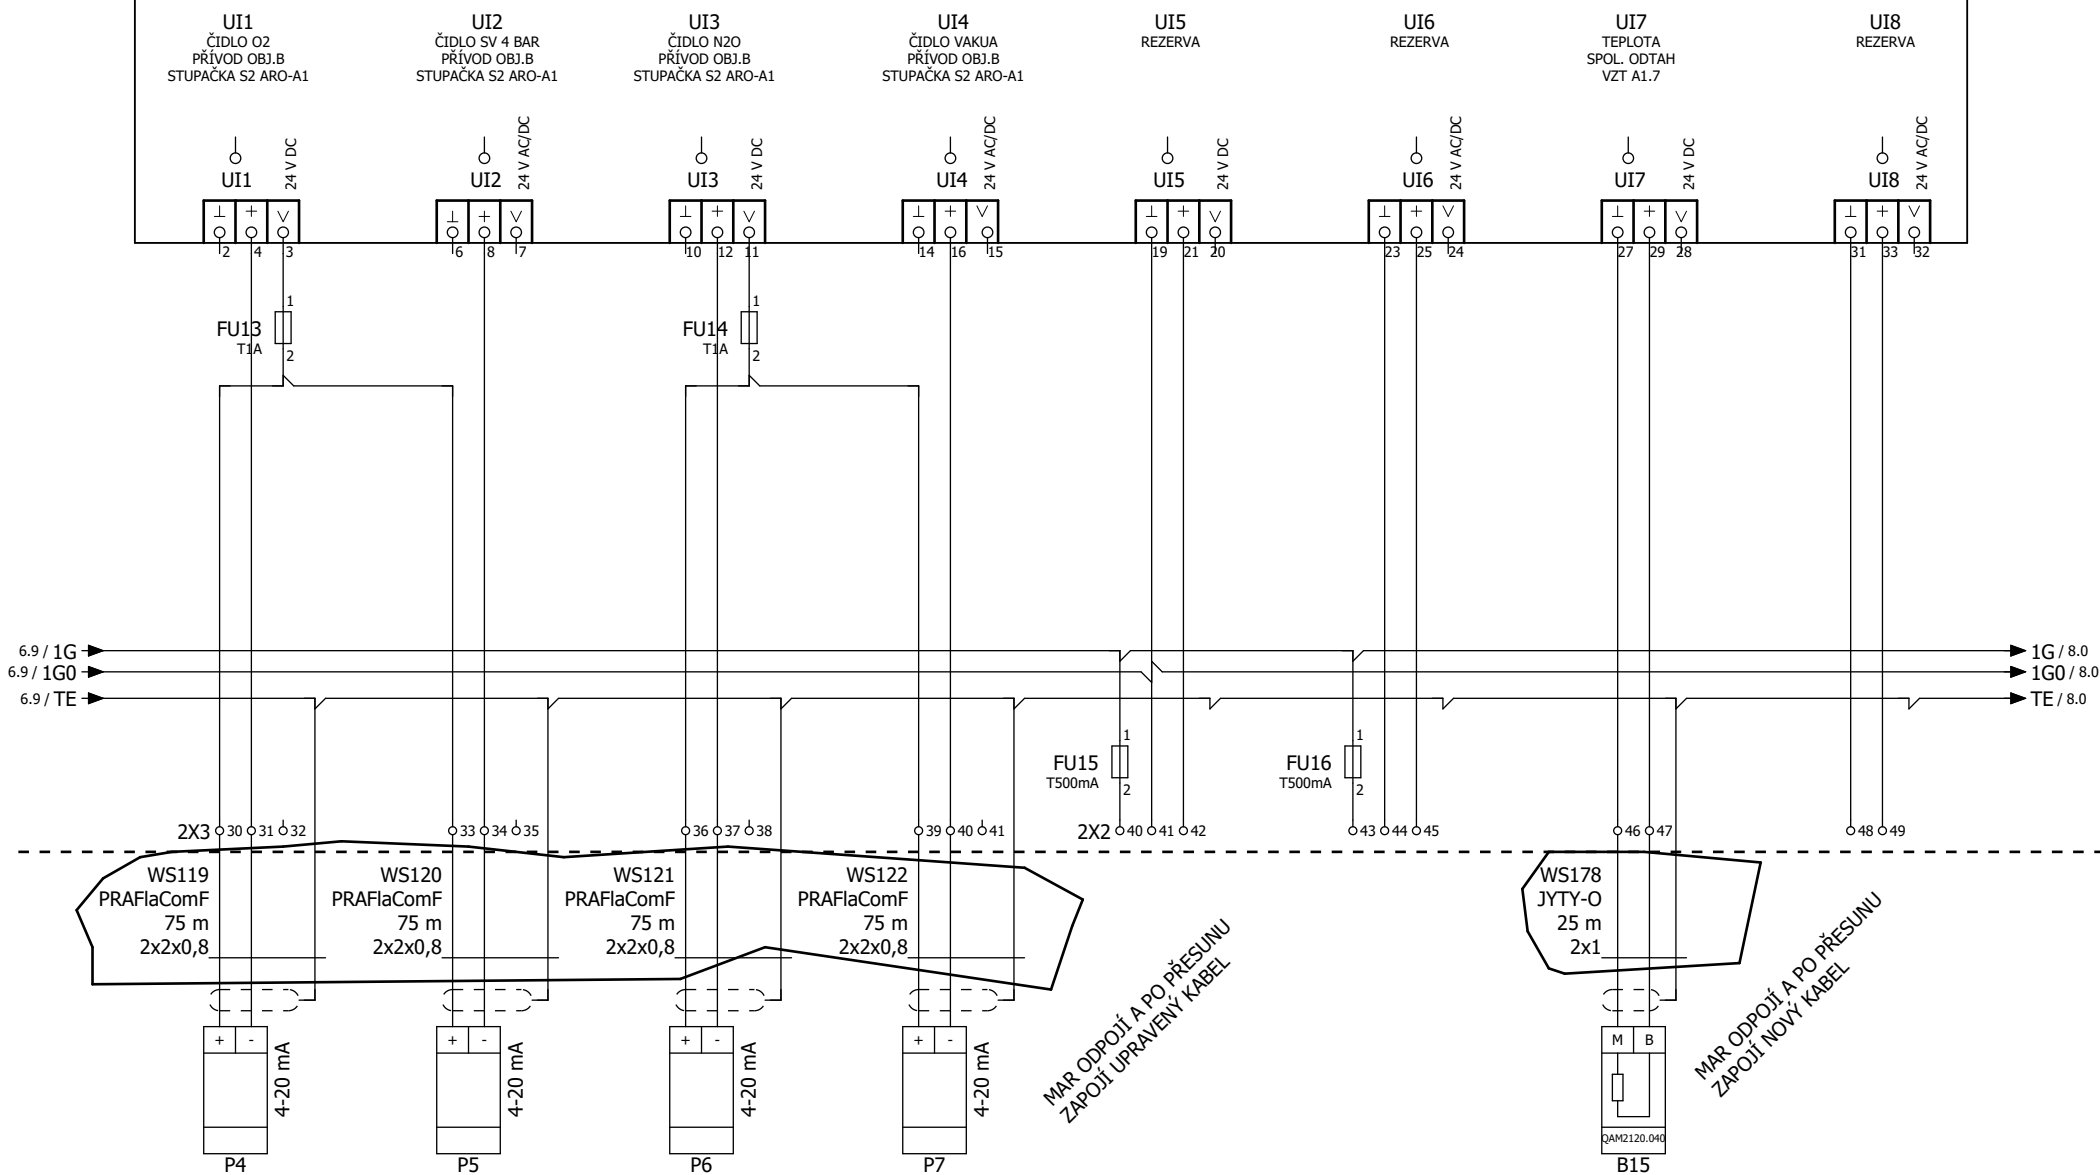 UI1
ČIDLO O2
PŘÍVOD OBJ.B
STUPAČKA S2 ARO-A1
UI2
ČIDLO SV 4 BAR
PŘÍVOD OBJ.B
STUPAČKA S2 ARO-A1
UI3
ČIDLO N2O
PŘÍVOD OBJ.B
STUPAČKA S2 ARO-A1
UI4
ČIDLO VAKUA
PŘÍVOD OBJ.B
STUPAČKA S2 ARO-A1
UI5
REZERVA
UI6
REZERVA
UI7
TEPLOTA
SPOL. ODTAH
VZT A1.7
UI8
REZERVA
UI1 24 V DC
UI2 24 V AC/DC
UI3 24 V DC
UI4 24 V AC/DC
UI5 24 V DC
UI6 24 V AC/DC
UI7 24 V DC
UI8 24 V AC/DC
⊥ + V
⊥ + V
⊥ + V
⊥ + V
⊥ + V
⊥ + V
⊥ + V
⊥ + V
2 4 3
6 8 7
10 12 11
14 16 15
19 21 20
23 25 24
27 29 28
31 33 32
1
FU13
T1A
2
1
FU14
T1A
2
6.9 / 1G
6.9 / 1G0
6.9 / TE
1G / 8.0
1G0 / 8.0
TE / 8.0
1
FU15
T500mA
2
1
FU16
T500mA
2
2X3 30 31 32
33 34 35
36 37 38
39 40 41
2X2 40 41 42
43 44 45
46 47
48 49
WS119
PRAFlaComF
75 m
2x2x0,8
WS120
PRAFlaComF
75 m
2x2x0,8
WS121
PRAFlaComF
75 m
2x2x0,8
WS122
PRAFlaComF
75 m
2x2x0,8
MAR ODPOJÍ A PO PŘESUNU
ZAPOJÍ UPRAVENÝ KABEL
WS178
JYTY-O
25 m
2x1
MAR ODPOJÍ A PO PŘESUNU
ZAPOJÍ NOVÝ KABEL
+ -
4-20 mA
P4
+ -
4-20 mA
P5
+ -
4-20 mA
P6
+ -
4-20 mA
P7
M B
QAM2120.040
B15